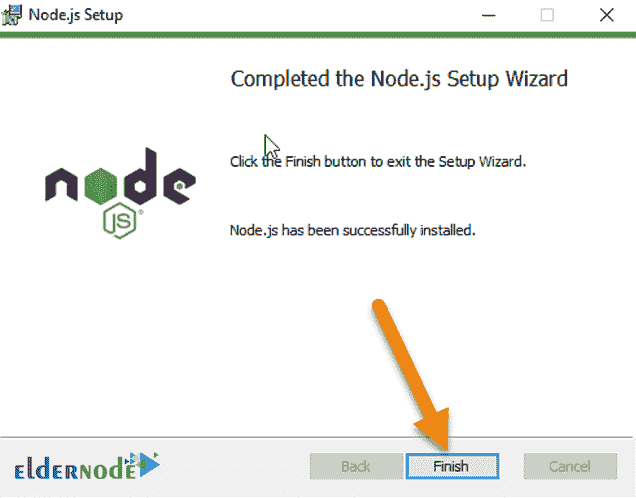 Node.js Setup
Completed the Node.js Setup Wizard
Click the Finish button to exit the Setup Wizard.
node
JS®
Node.js has been successfully installed.
ELDERNODE
Back
Finish
Cancel